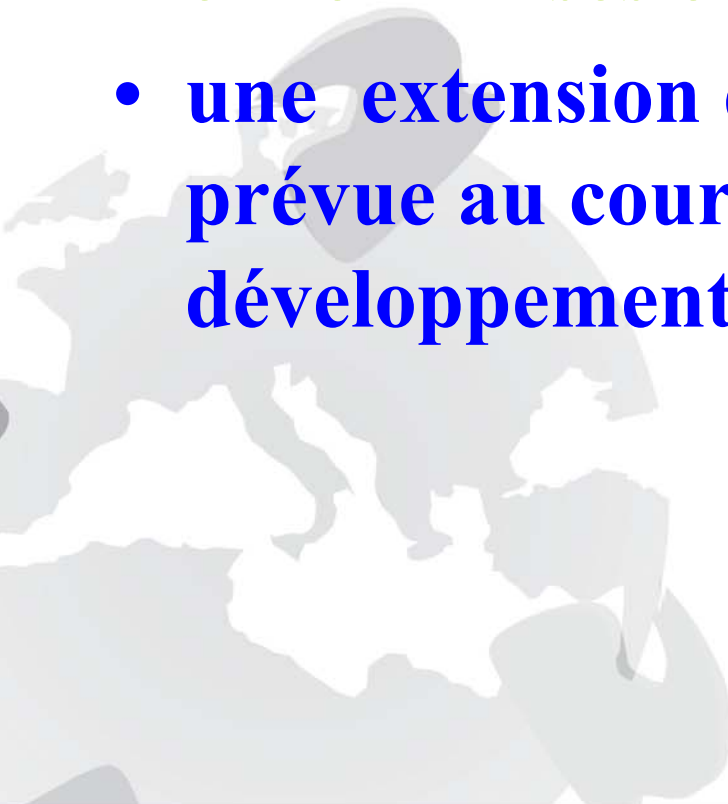 • une extension
prévue au cour
développement